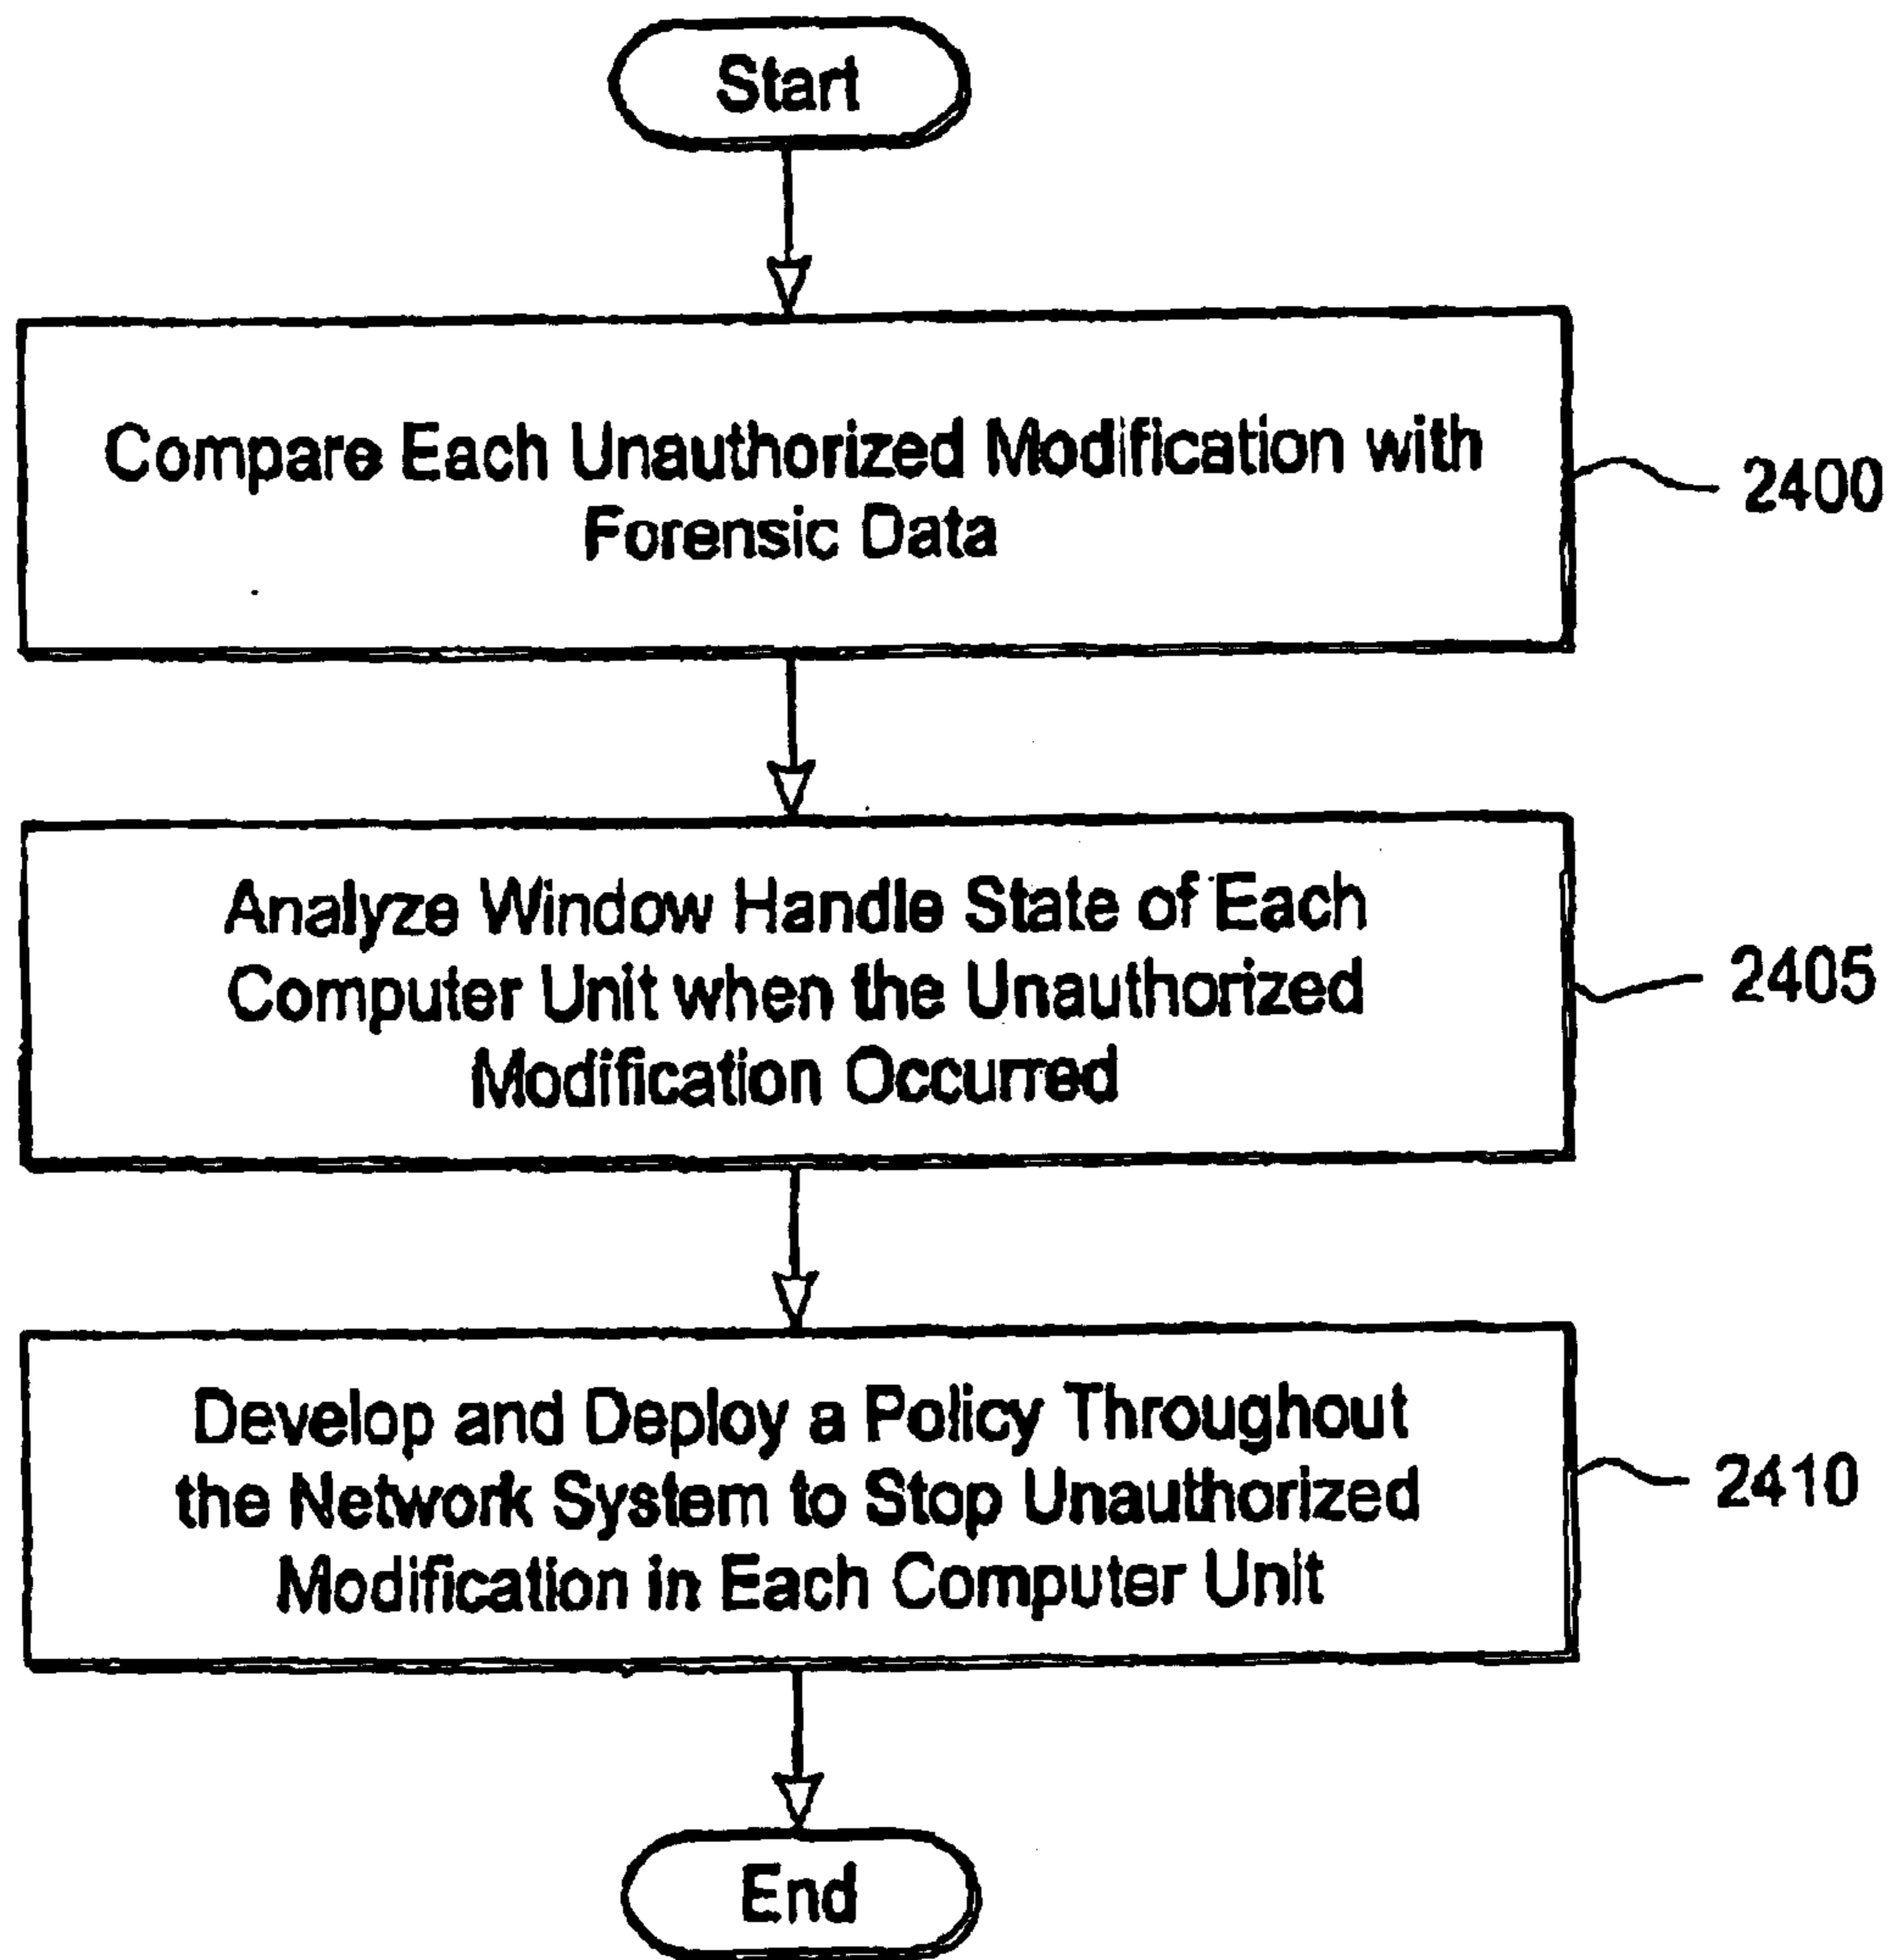 Start
Compare Each Unauthorized Modification with
Forensic Data
2400
Analyze Window Handle State of Each
Computer Unit when the Unauthorized
Modification Occurred
2405
Develop and Deploy a Policy Throughout
the Network System to Stop Unauthorized
Modification in Each Computer Unit
2410
End